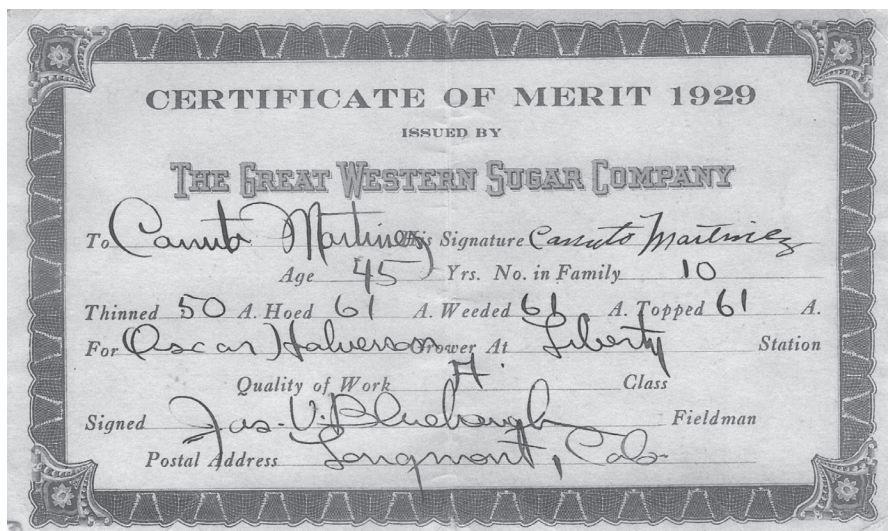 CERTIFICATE OF MERIT 1929
ISSUED BY
THE GREAT WESTERN SUGAR COMPANY
To Canuto Martinez His Signature Canuto Martinez
Age 45 Yrs. No. in Family 10
Thinned 50 A. Hoed 61 A. Weeded 61 A. Topped 61 A.
For Oscar Halverson Grower At Liberty Station
Quality of Work A. Class
Signed Jas. V. Fieldman
Postal Address Longmont, Colo